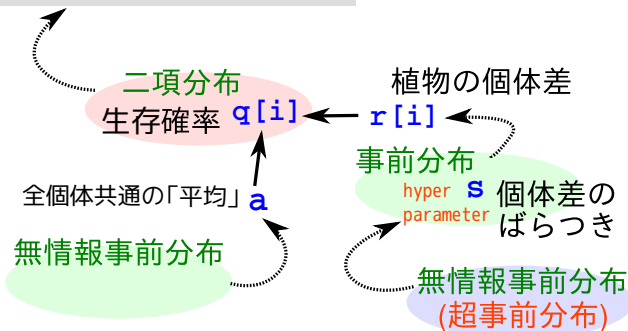 二項分布
生存確率 q[i]
植物の個体差
r[i]
事前分布
hyper parameter s 個体差のばらつき
全個体共通の「平均」a
無情報事前分布
無情報事前分布
(超事前分布)